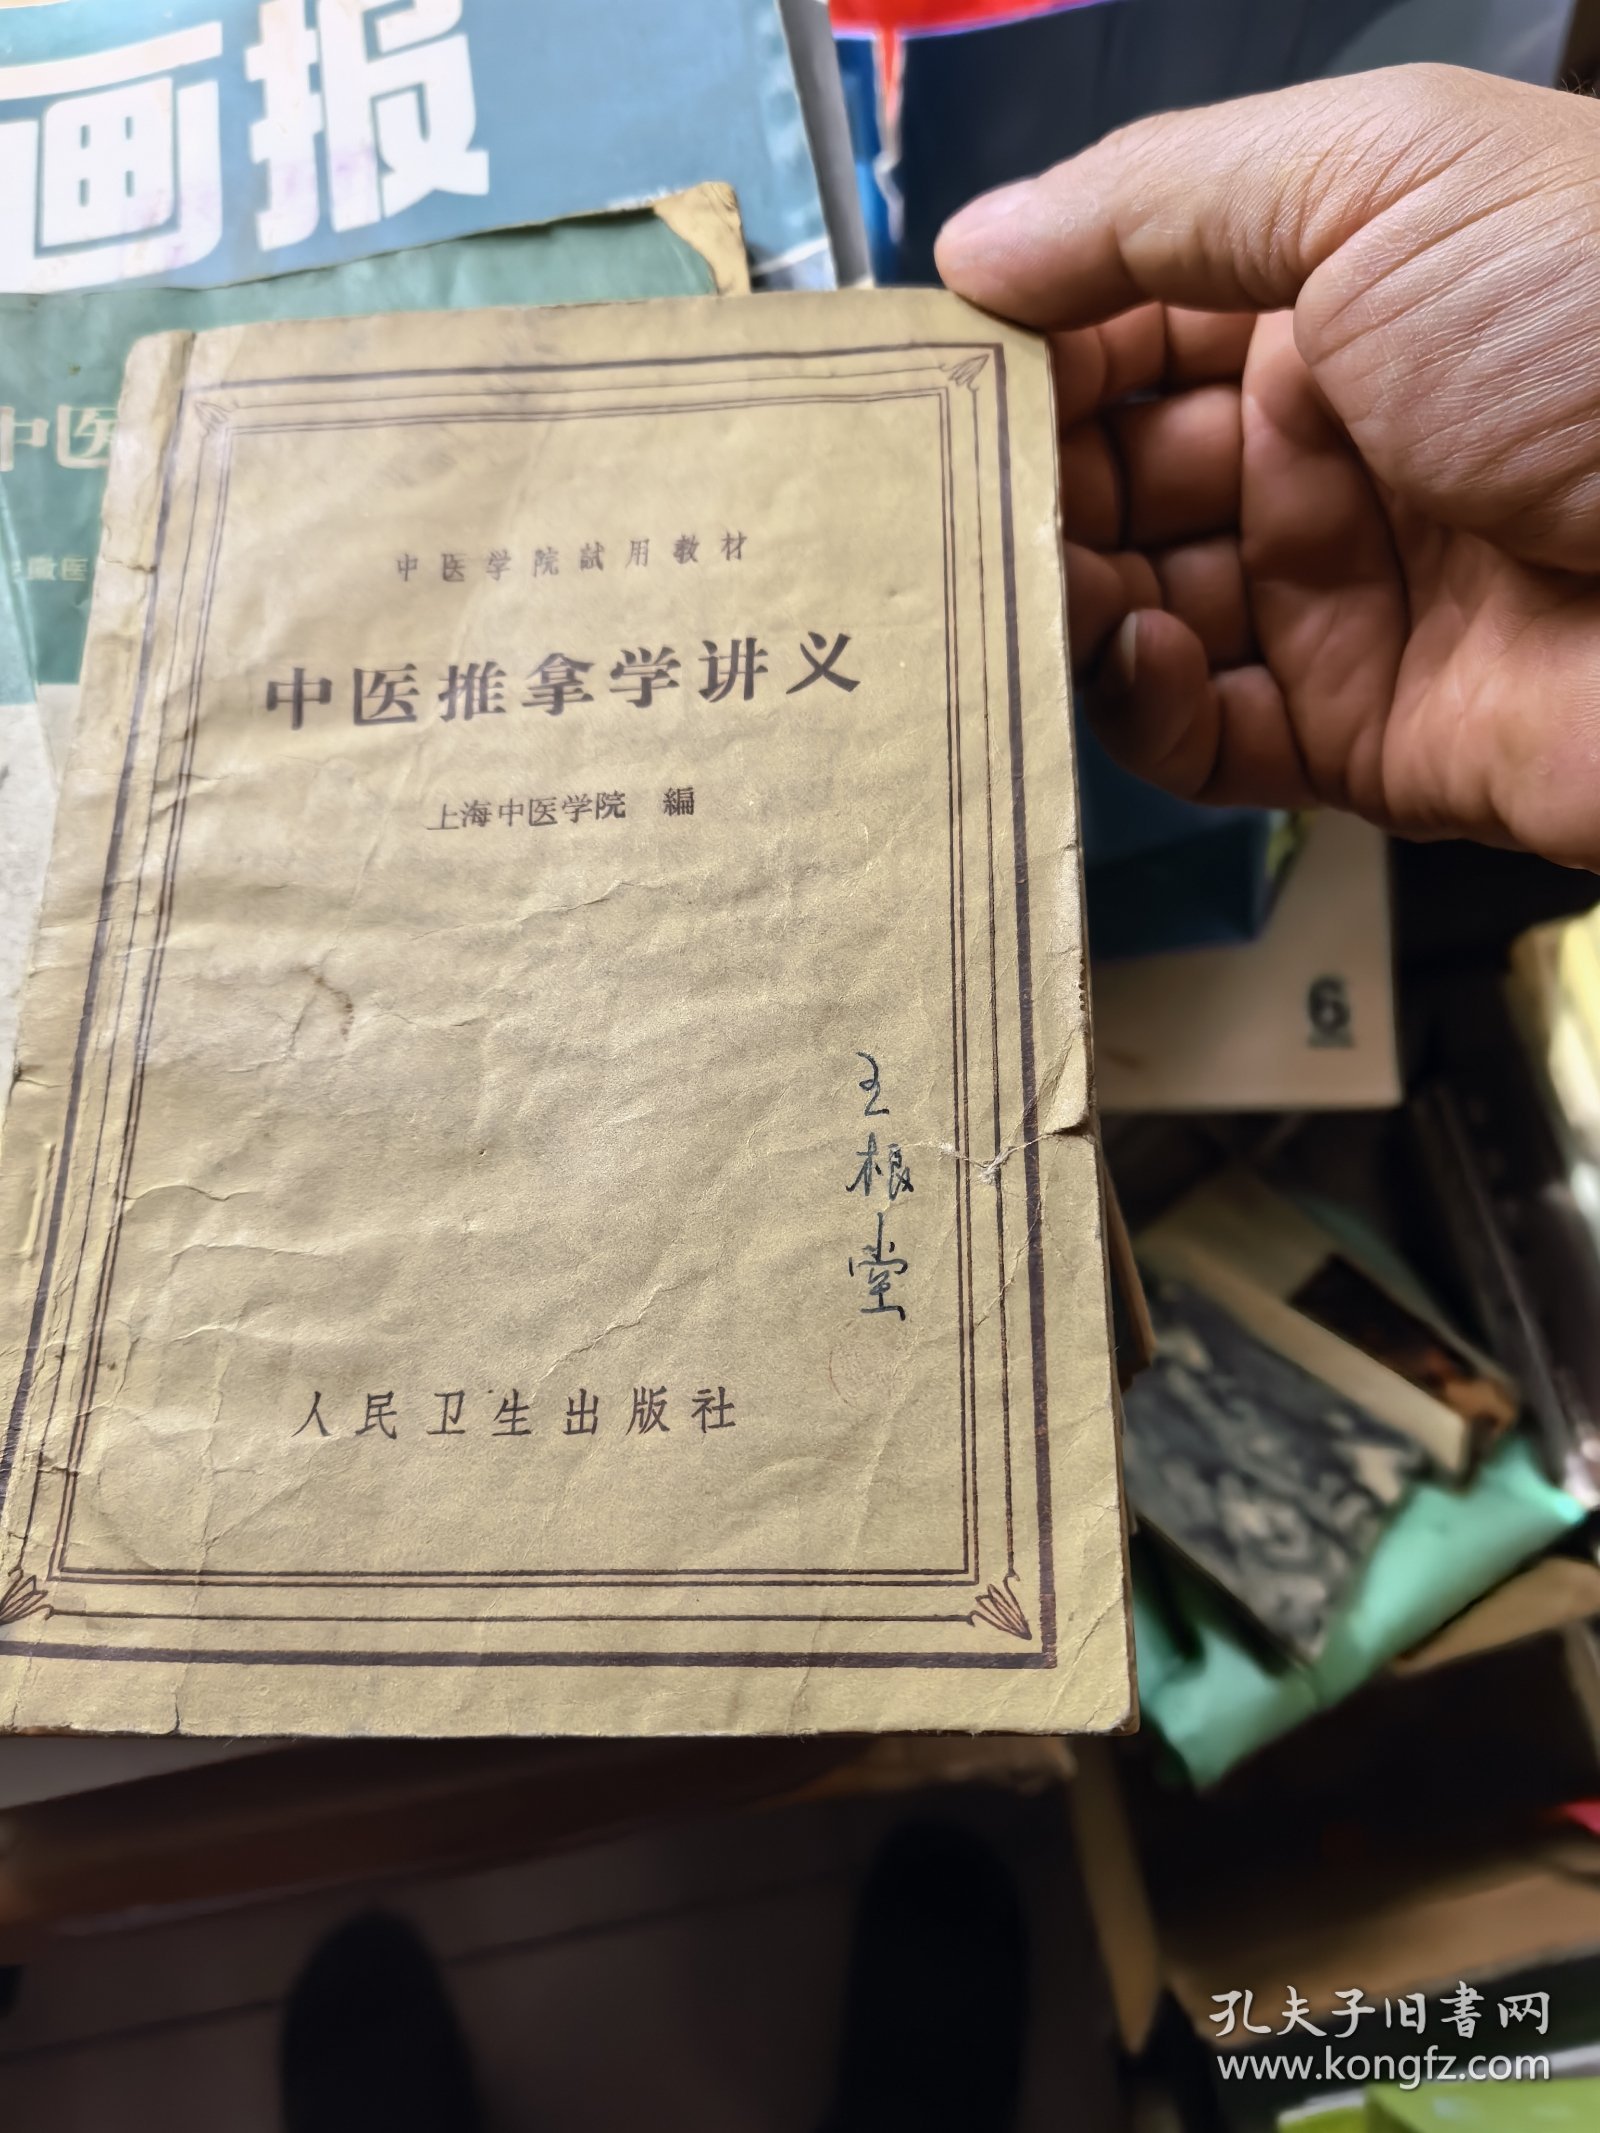 画报
中医
中医学院試用教材
中医推拿学讲义
上海中医学院 編
6
王根堂
人民卫生出版社
孔夫子旧书网
www.kongfz.com